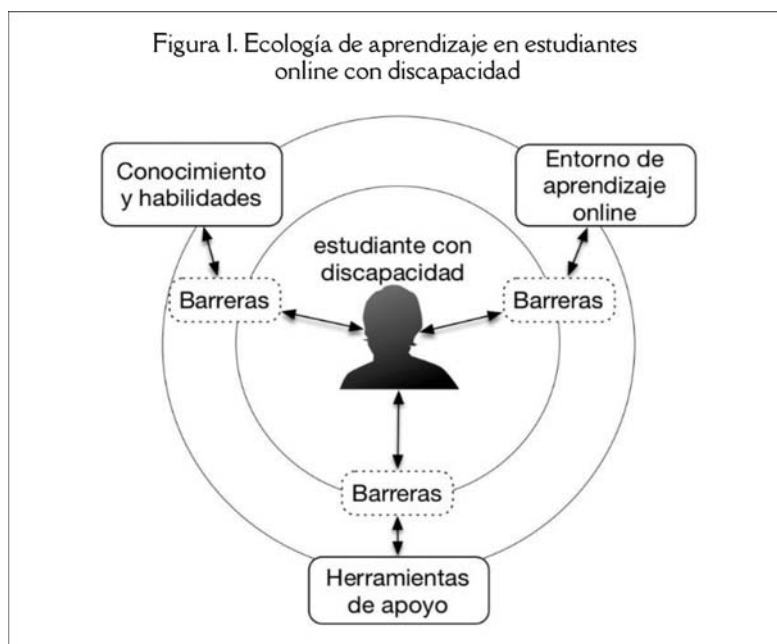 Figura 1. Ecología de aprendizaje en estudiantes
online con discapacidad
Conocimiento
y habilidades
Entorno de
aprendizaje
online
estudiante con
discapacidad
Barreras
Barreras
Barreras
Herramientas
de apoyo